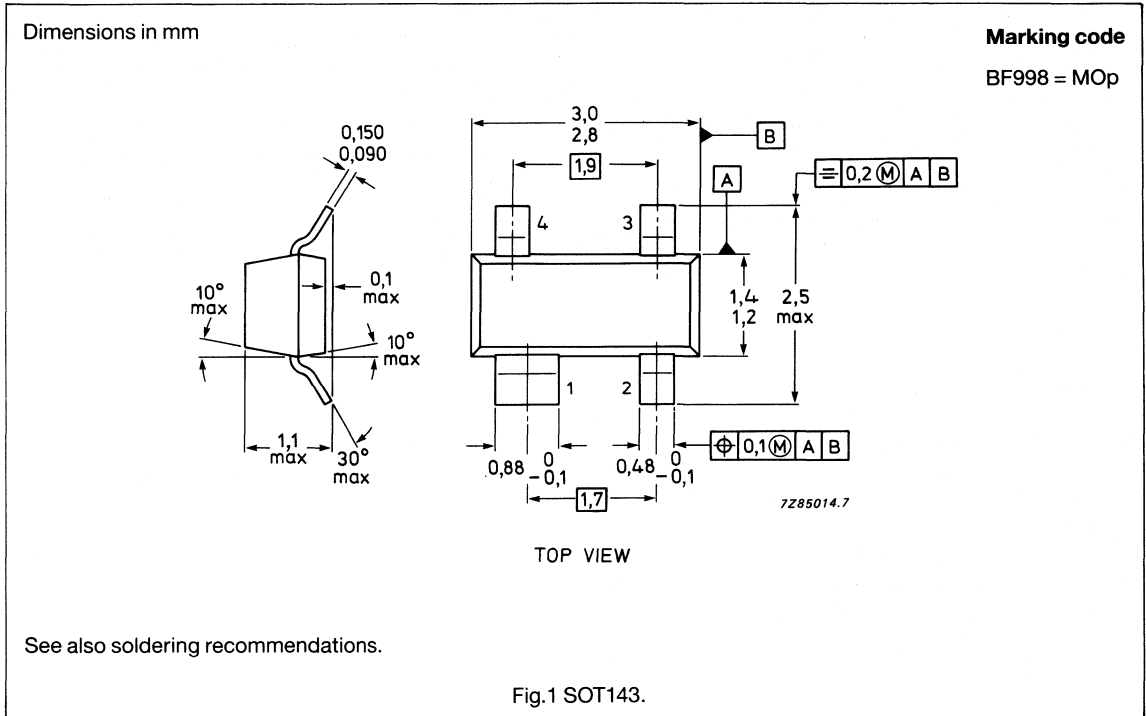 Dimensions in mm
Marking code
BF998 = MOp
3,0
2,8
B
0,150
0,090
1,9
A
0,2 Ⓜ A B
4
3
0,1
max
10°
max
10°
max
1,4
1,2
2,5
max
1
2
1,1
max
30°
max
0,88 0
-0,1
0,48 0
-0,1
0,1 Ⓜ A B
1,7
7Z85014.7
TOP VIEW
See also soldering recommendations.
Fig.1 SOT143.